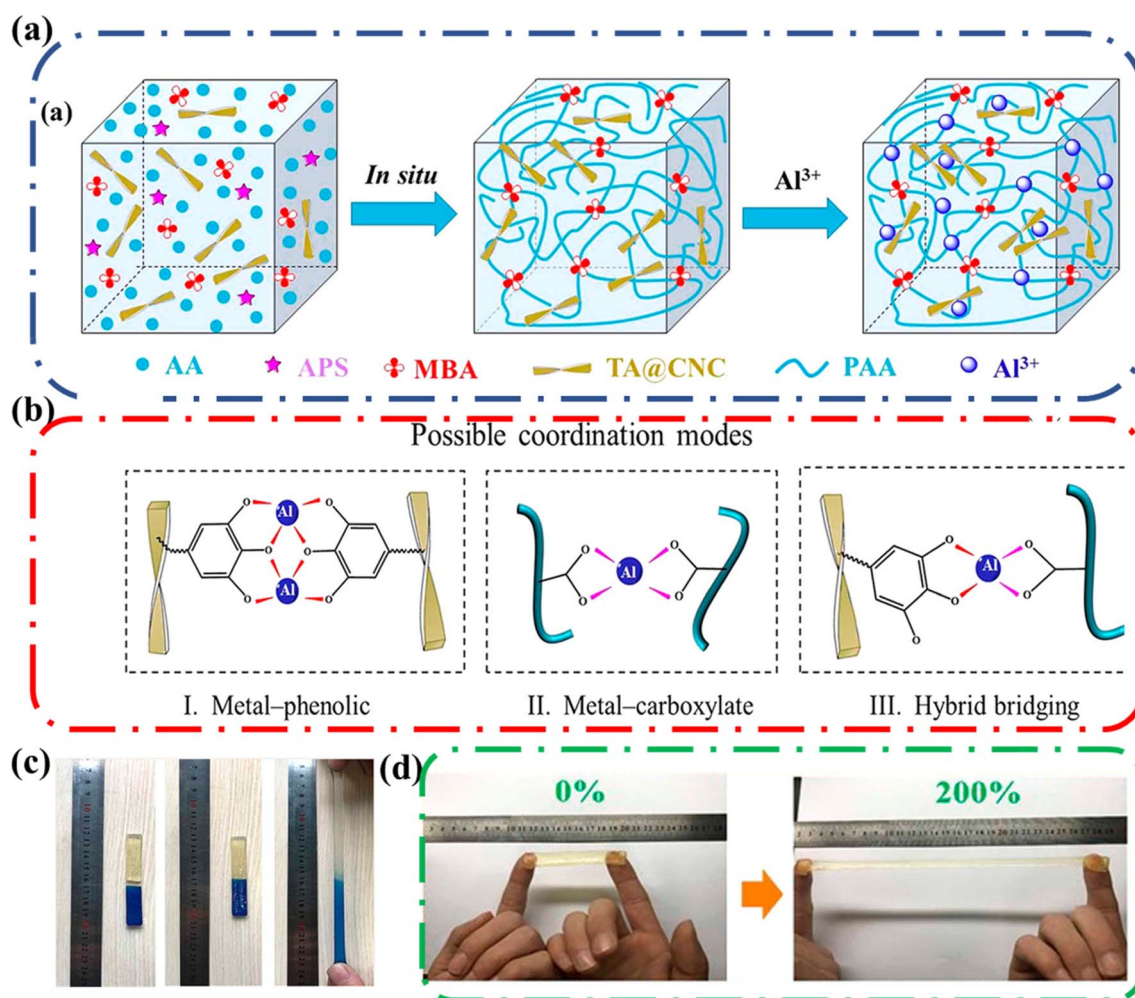 (a)
(a)
In situ
Al³⁺
AA
APS
MBA
TA@CNC
PAA
Al³⁺
(b)
Possible coordination modes
O
O
Al
O
O
O
O
Al
I. Metal–phenolic
O
O
Al
O
O
II. Metal–carboxylate
O
O
Al
O
O
O
III. Hybrid bridging
(c)
(d)
0%
200%